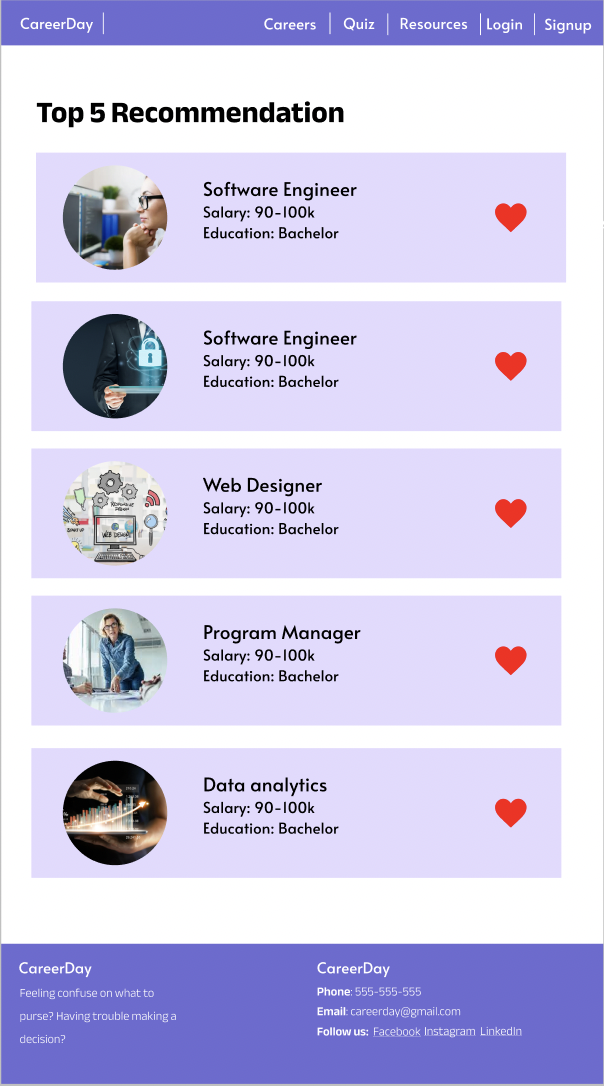 CareerDay
Careers Quiz Resources Login Signup
Top 5 Recommendation
Software Engineer
Salary: 90-100k
Education: Bachelor
Software Engineer
Salary: 90-100k
Education: Bachelor
WEB DESIGN
Web Designer
Salary: 90-100k
Education: Bachelor
Program Manager
Salary: 90-100k
Education: Bachelor
Data analytics
Salary: 90-100k
Education: Bachelor
CareerDay
Feeling confuse on what to
purse? Having trouble making a
decision?
CareerDay
Phone: 555-555-555
Email: careerday@gmail.com
Follow us: Facebook Instagram LinkedIn